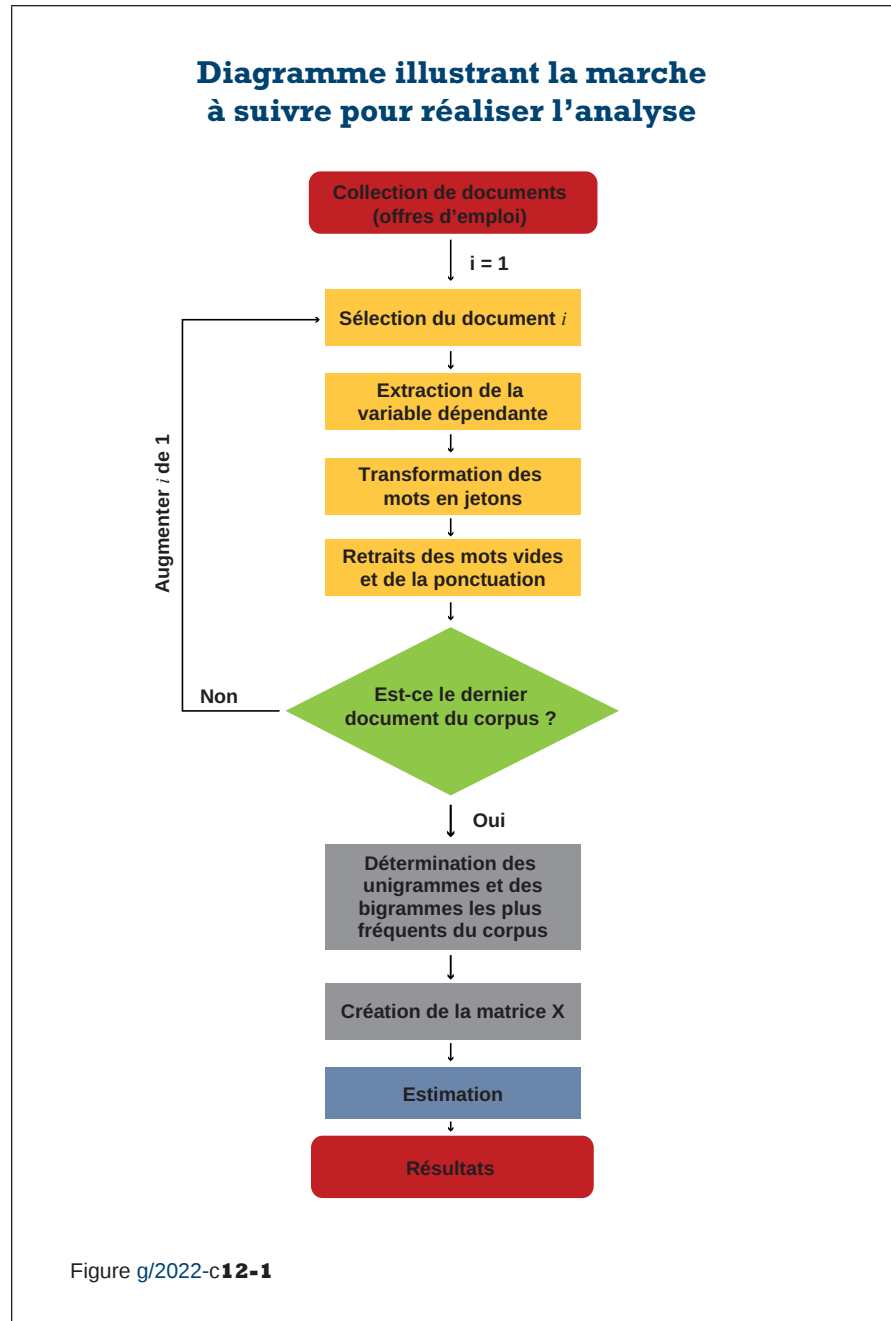 Diagramme illustrant la marche
à suivre pour réaliser l’analyse
Collection de documents
(offres d’emploi)
i = 1
Sélection du document i
Extraction de la
variable dépendante
Transformation des
mots en jetons
Retraits des mots vides
et de la ponctuation
Augmenter i de 1
Est-ce le dernier
document du corpus ?
Non
Oui
Détermination des
unigrammes et des
bigrammes les plus
fréquents du corpus
Création de la matrice X
Estimation
Résultats
Figure g/2022-c12-1